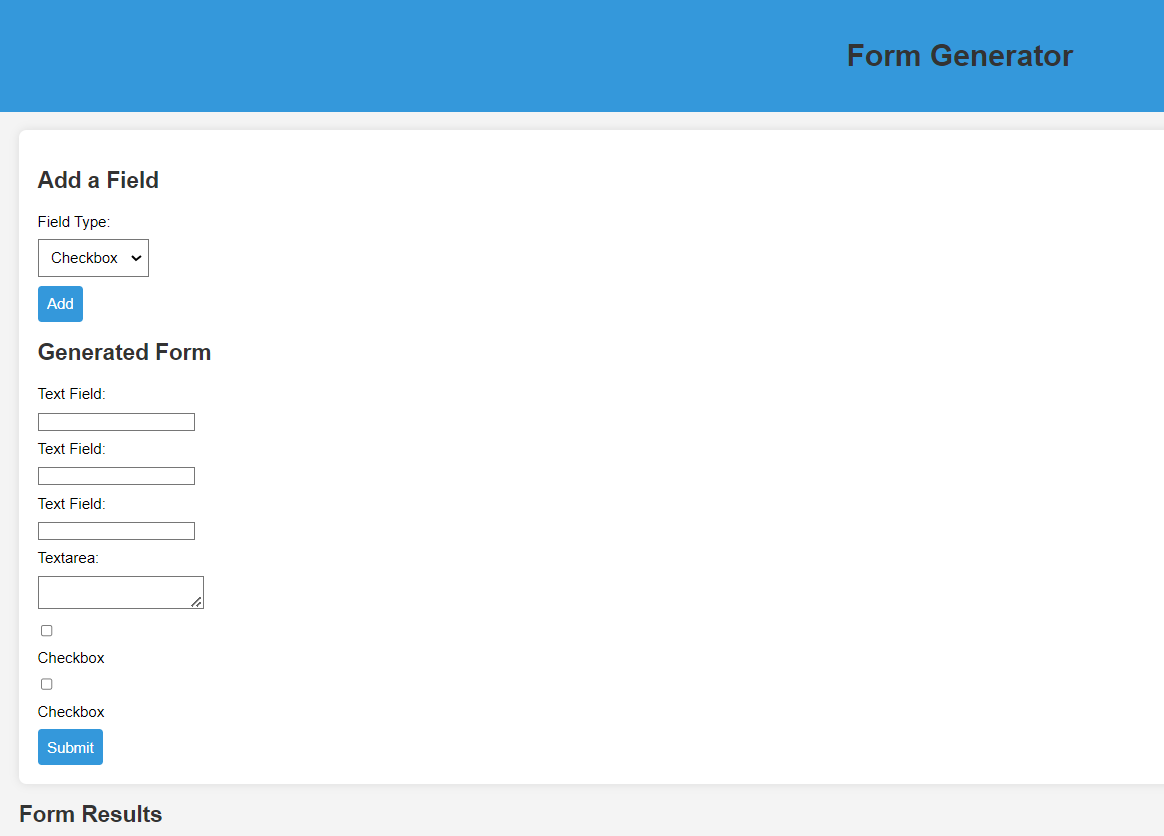 Form Generator
Add a Field
Field Type:
Checkbox
Add
Generated Form
Text Field:
Text Field:
Text Field:
Textarea:
Checkbox
Checkbox
Submit
Form Results